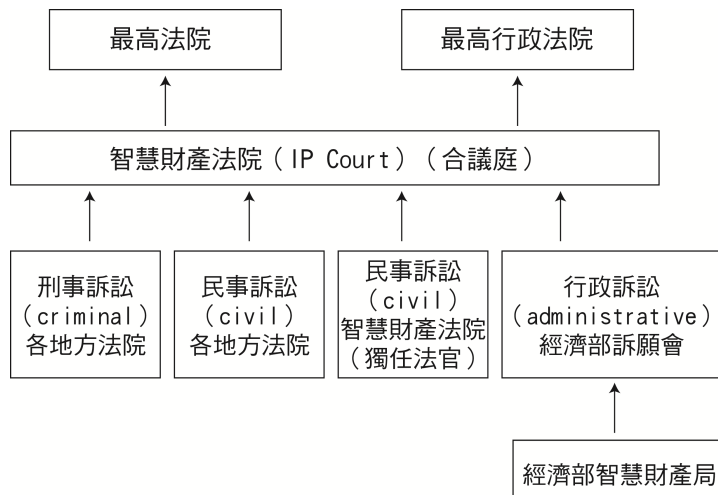 最高法院
最高行政法院
智慧財產法院（IP Court）（合議庭）
刑事訴訟
（criminal）
各地方法院
民事訴訟
（civil）
各地方法院
民事訴訟
（civil）
智慧財產法院
（獨任法官）
行政訴訟
（administrative）
經濟部訴願會
經濟部智慧財產局